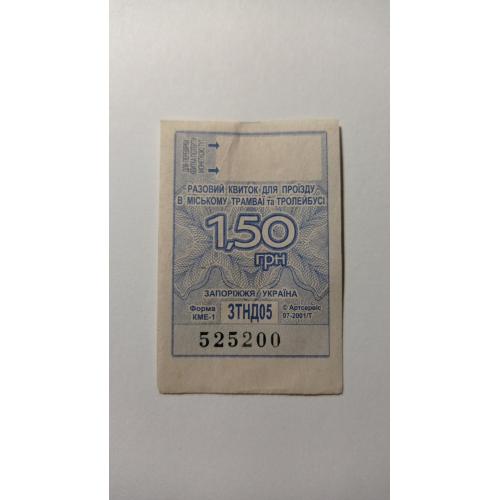 РАЗОВИЙ КВИТОК ДЛЯ ПРОЇЗДУ
В МІСЬКОМУ ТРАМВАЇ та ТРОЛЕЙБУСІ
1,50
грн
ЗАПОРІЖЖЯ УКРАЇНА
Форма КМЕ-1
ЗТНД05
© Артсервіс 07-2001/Т
525200